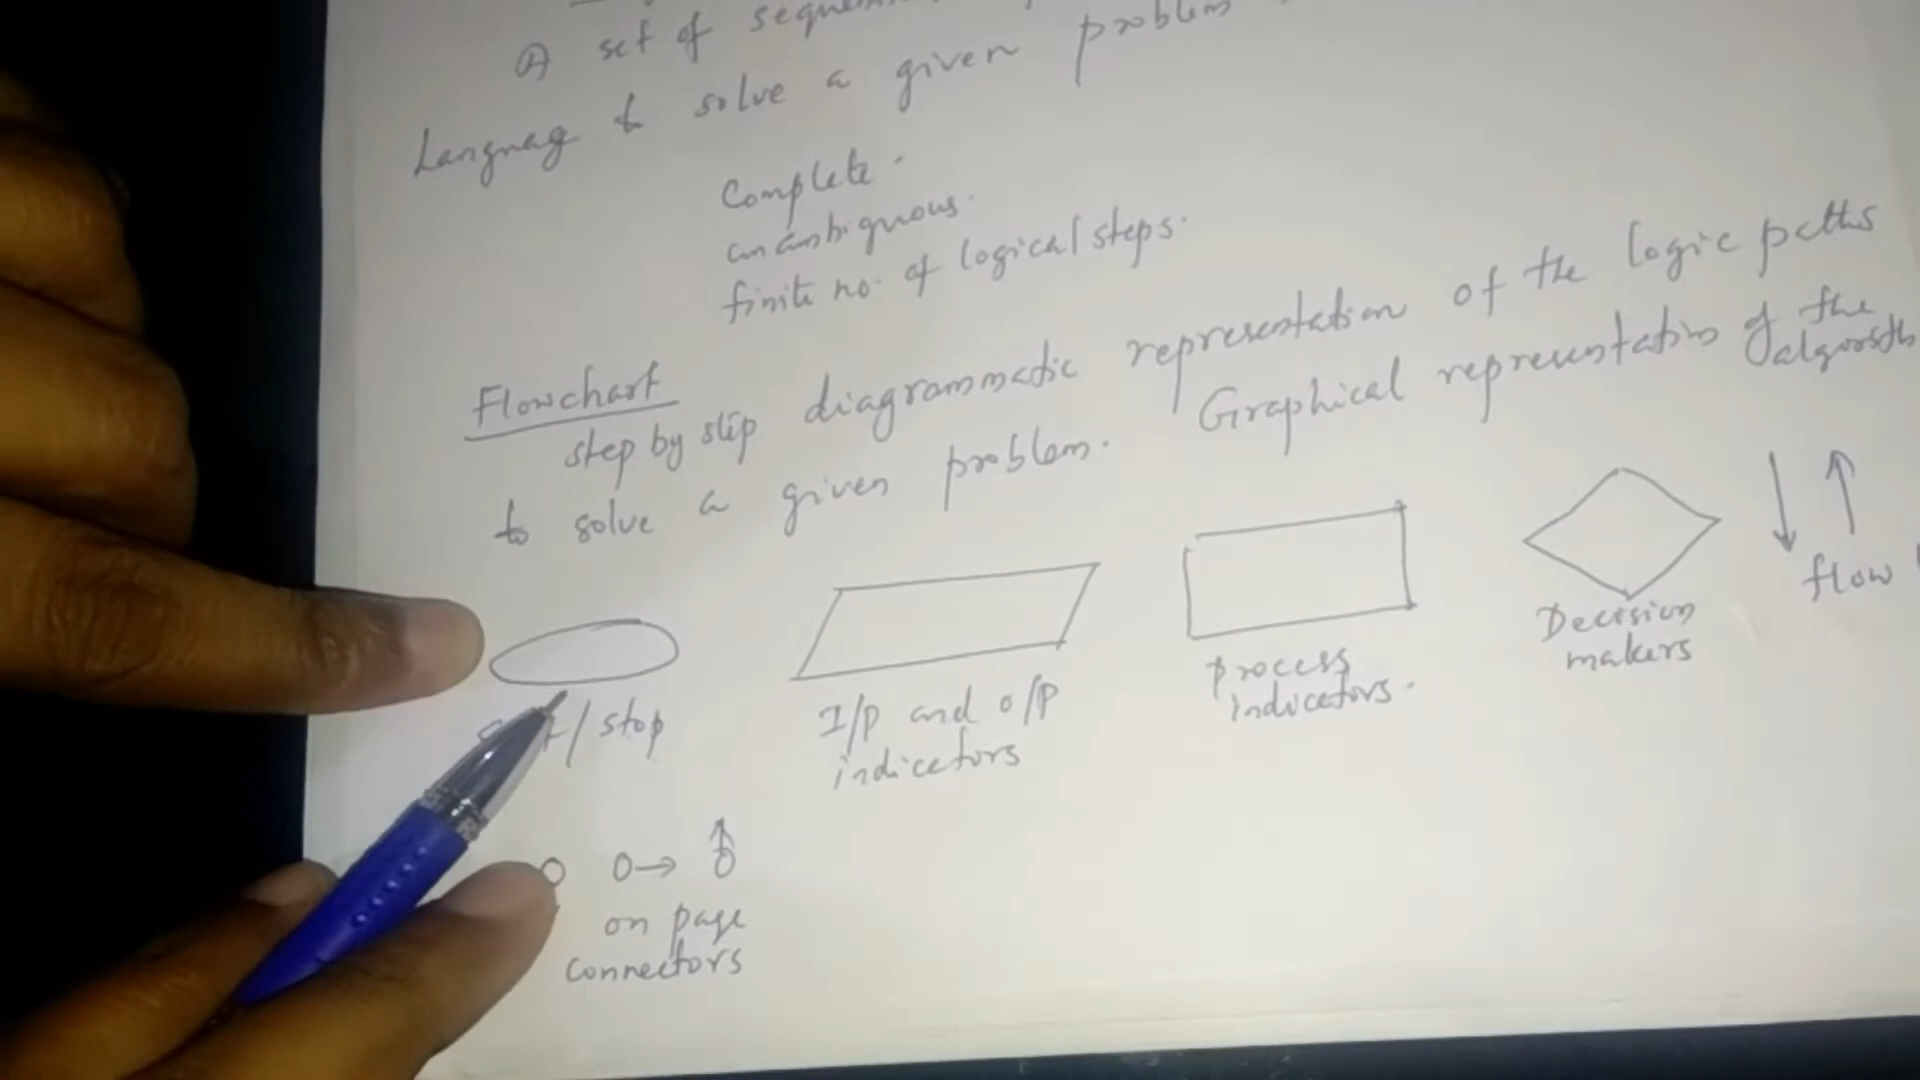 A set of
Languag to solve a given problem
Complete.
unambiguous.
finite no. of logical steps.
Flowchart
step by step diagrammatic representation of the logic paths
to solve a given problem. Graphical representation of the
algorith
/ stop
I/P and O/P
indicators
Process
indicators.
Decision
makers
flow
on page
connectors